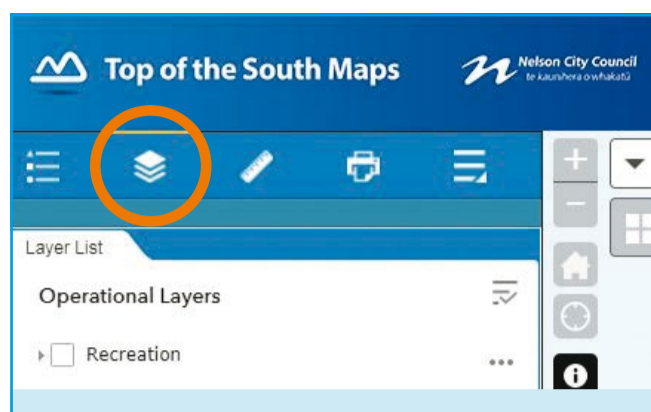 Top of the South Maps
Nelson City Council
te kaunihera o whakatū
Layer List
Operational Layers
Recreation